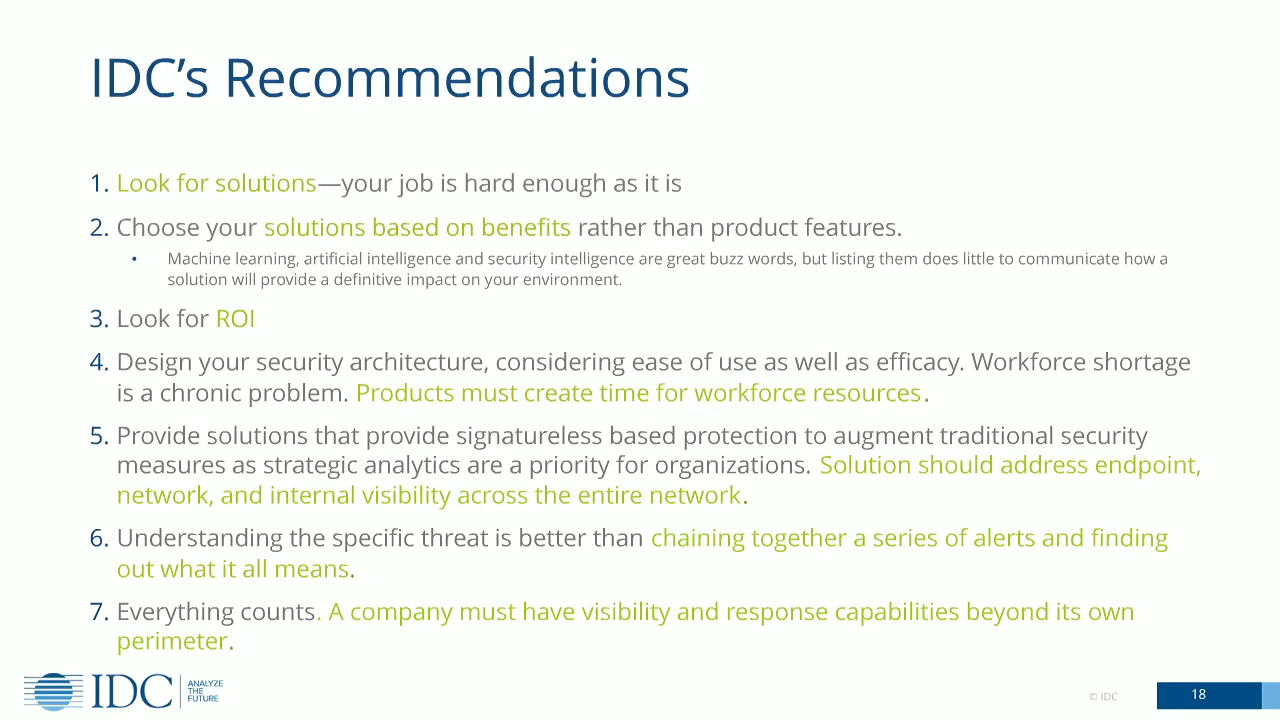 IDC’s Recommendations
1. Look for solutions—your job is hard enough as it is
2. Choose your solutions based on benefits rather than product features.
• Machine learning, artificial intelligence and security intelligence are great buzz words, but listing them does little to communicate how a
solution will provide a definitive impact on your environment.
3. Look for ROI
4. Design your security architecture, considering ease of use as well as efficacy. Workforce shortage
is a chronic problem. Products must create time for workforce resources.
5. Provide solutions that provide signatureless based protection to augment traditional security
measures as strategic analytics are a priority for organizations. Solution should address endpoint,
network, and internal visibility across the entire network.
6. Understanding the specific threat is better than chaining together a series of alerts and finding
out what it all means.
7. Everything counts. A company must have visibility and response capabilities beyond its own
perimeter.
IDC
ANALYZE
THE
FUTURE
© IDC
18